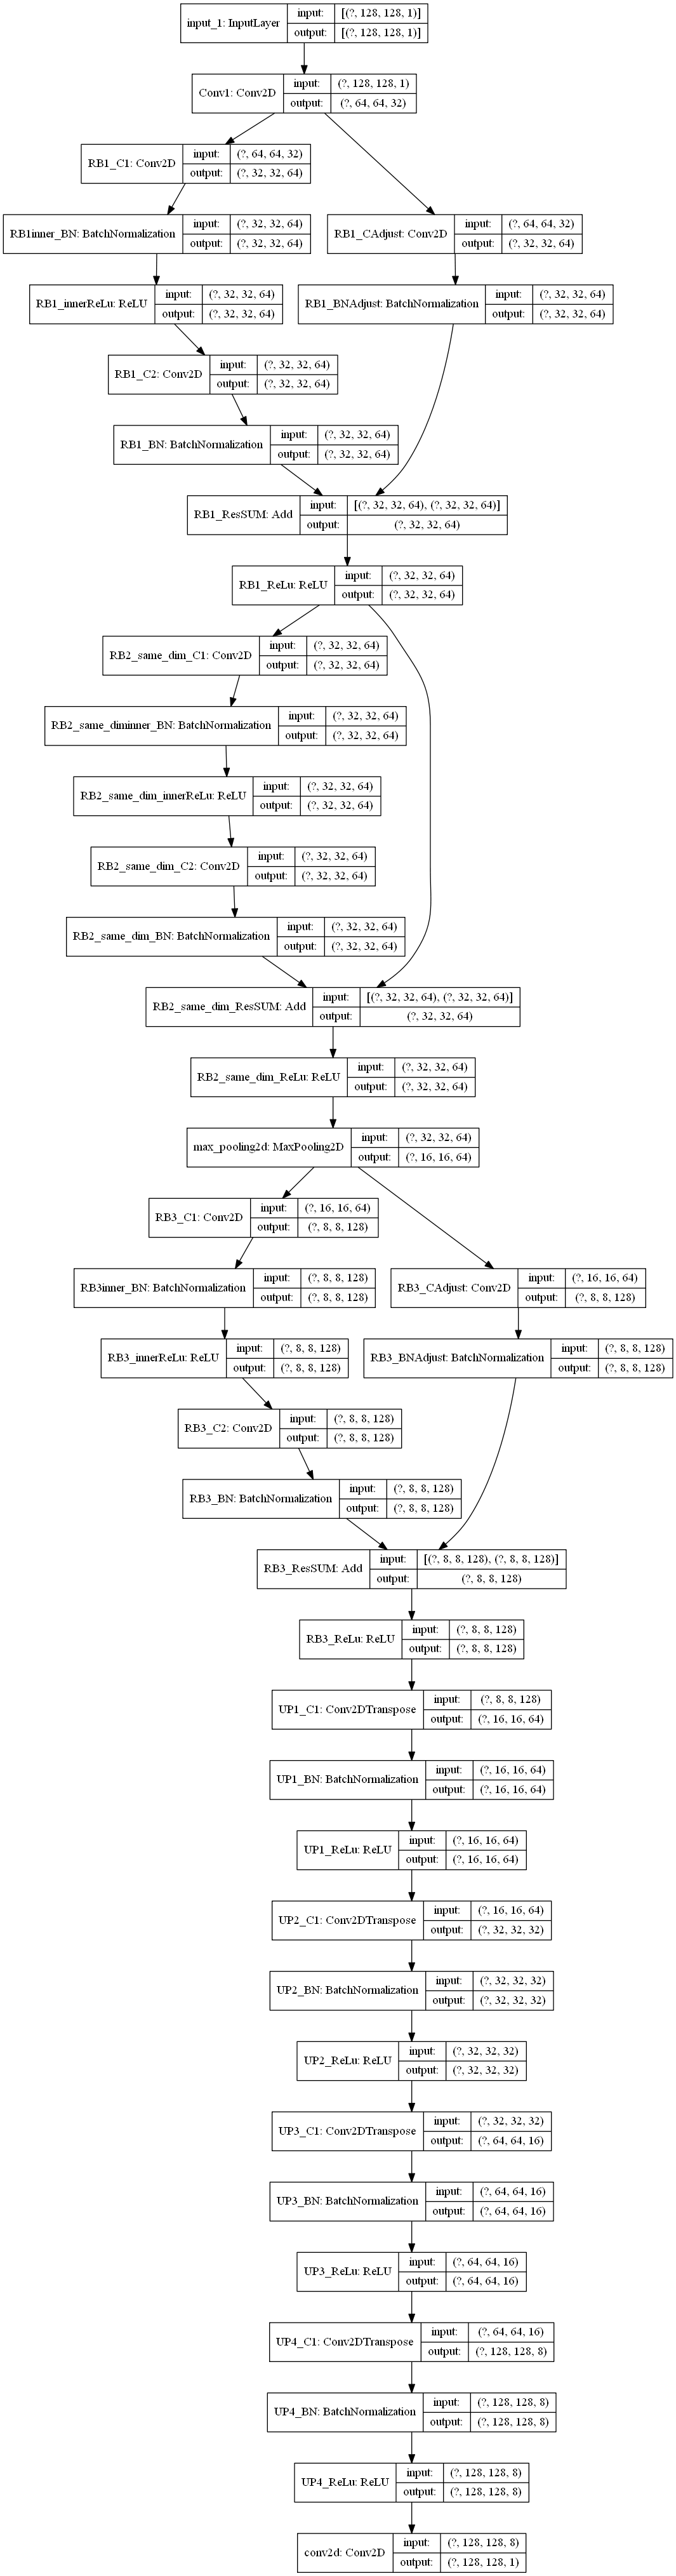 input_1: InputLayer
input: [(?, 128, 128, 1)]
output: [(?, 128, 128, 1)]
Conv1: Conv2D
input: (?, 128, 128, 1)
output: (?, 64, 64, 32)
RB1_C1: Conv2D
input: (?, 64, 64, 32)
output: (?, 32, 32, 64)
RB1inner_BN: BatchNormalization
input: (?, 32, 32, 64)
output: (?, 32, 32, 64)
RB1_CAdjust: Conv2D
input: (?, 64, 64, 32)
output: (?, 32, 32, 64)
RB1_innerReLu: ReLU
input: (?, 32, 32, 64)
output: (?, 32, 32, 64)
RB1_BNAdjust: BatchNormalization
input: (?, 32, 32, 64)
output: (?, 32, 32, 64)
RB1_C2: Conv2D
input: (?, 32, 32, 64)
output: (?, 32, 32, 64)
RB1_BN: BatchNormalization
input: (?, 32, 32, 64)
output: (?, 32, 32, 64)
RB1_ResSUM: Add
input: [(?, 32, 32, 64), (?, 32, 32, 64)]
output: (?, 32, 32, 64)
RB1_ReLu: ReLU
input: (?, 32, 32, 64)
output: (?, 32, 32, 64)
RB2_same_dim_C1: Conv2D
input: (?, 32, 32, 64)
output: (?, 32, 32, 64)
RB2_same_diminner_BN: BatchNormalization
input: (?, 32, 32, 64)
output: (?, 32, 32, 64)
RB2_same_dim_innerReLu: ReLU
input: (?, 32, 32, 64)
output: (?, 32, 32, 64)
RB2_same_dim_C2: Conv2D
input: (?, 32, 32, 64)
output: (?, 32, 32, 64)
RB2_same_dim_BN: BatchNormalization
input: (?, 32, 32, 64)
output: (?, 32, 32, 64)
RB2_same_dim_ResSUM: Add
input: [(?, 32, 32, 64), (?, 32, 32, 64)]
output: (?, 32, 32, 64)
RB2_same_dim_ReLu: ReLU
input: (?, 32, 32, 64)
output: (?, 32, 32, 64)
max_pooling2d: MaxPooling2D
input: (?, 32, 32, 64)
output: (?, 16, 16, 64)
RB3_C1: Conv2D
input: (?, 16, 16, 64)
output: (?, 8, 8, 128)
RB3inner_BN: BatchNormalization
input: (?, 8, 8, 128)
output: (?, 8, 8, 128)
RB3_CAdjust: Conv2D
input: (?, 16, 16, 64)
output: (?, 8, 8, 128)
RB3_innerReLu: ReLU
input: (?, 8, 8, 128)
output: (?, 8, 8, 128)
RB3_BNAdjust: BatchNormalization
input: (?, 8, 8, 128)
output: (?, 8, 8, 128)
RB3_C2: Conv2D
input: (?, 8, 8, 128)
output: (?, 8, 8, 128)
RB3_BN: BatchNormalization
input: (?, 8, 8, 128)
output: (?, 8, 8, 128)
RB3_ResSUM: Add
input: [(?, 8, 8, 128), (?, 8, 8, 128)]
output: (?, 8, 8, 128)
RB3_ReLu: ReLU
input: (?, 8, 8, 128)
output: (?, 8, 8, 128)
UP1_C1: Conv2DTranspose
input: (?, 8, 8, 128)
output: (?, 16, 16, 64)
UP1_BN: BatchNormalization
input: (?, 16, 16, 64)
output: (?, 16, 16, 64)
UP1_ReLu: ReLU
input: (?, 16, 16, 64)
output: (?, 16, 16, 64)
UP2_C1: Conv2DTranspose
input: (?, 16, 16, 64)
output: (?, 32, 32, 32)
UP2_BN: BatchNormalization
input: (?, 32, 32, 32)
output: (?, 32, 32, 32)
UP2_ReLu: ReLU
input: (?, 32, 32, 32)
output: (?, 32, 32, 32)
UP3_C1: Conv2DTranspose
input: (?, 32, 32, 32)
output: (?, 64, 64, 16)
UP3_BN: BatchNormalization
input: (?, 64, 64, 16)
output: (?, 64, 64, 16)
UP3_ReLu: ReLU
input: (?, 64, 64, 16)
output: (?, 64, 64, 16)
UP4_C1: Conv2DTranspose
input: (?, 64, 64, 16)
output: (?, 128, 128, 8)
UP4_BN: BatchNormalization
input: (?, 128, 128, 8)
output: (?, 128, 128, 8)
UP4_ReLu: ReLU
input: (?, 128, 128, 8)
output: (?, 128, 128, 8)
conv2d: Conv2D
input: (?, 128, 128, 8)
output: (?, 128, 128, 1)